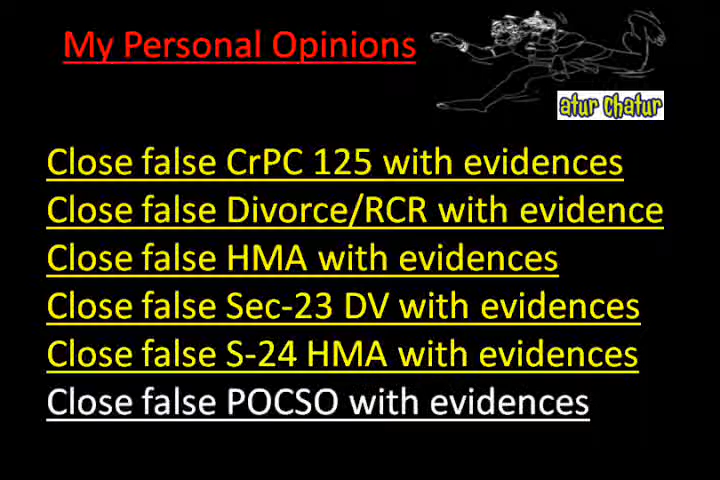 My Personal Opinions
atur Chatur
Close false CrPC 125 with evidences
Close false Divorce/RCR with evidence
Close false HMA with evidences
Close false Sec-23 DV with evidences
Close false S-24 HMA with evidences
Close false POCSO with evidences